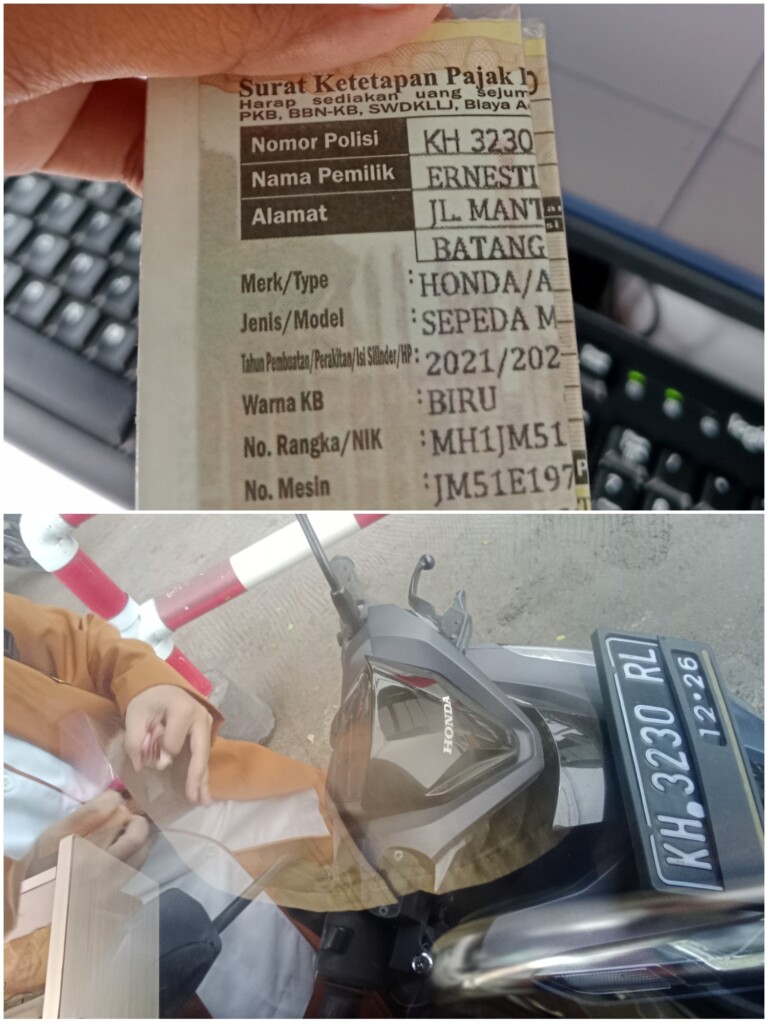 Surat Ketetapan Pajak
Harap sediakan uang sejum
PKB, BBN-KB, SWDKLLJ, Biaya A
Nomor Polisi KH 3230
Nama Pemilik ERNESTI
Alamat JL. MANT
BATANG
Merk/Type : HONDA/A
Jenis/Model : SEPEDA M
Tahun Pembuatan/Perakitan/Isi Silinder/HP : 2021/202
Warna KB : BIRU
No. Rangka/NIK : MH1JM51
No. Mesin : JM51E197
HONDA
KH.3230 RL
12•26